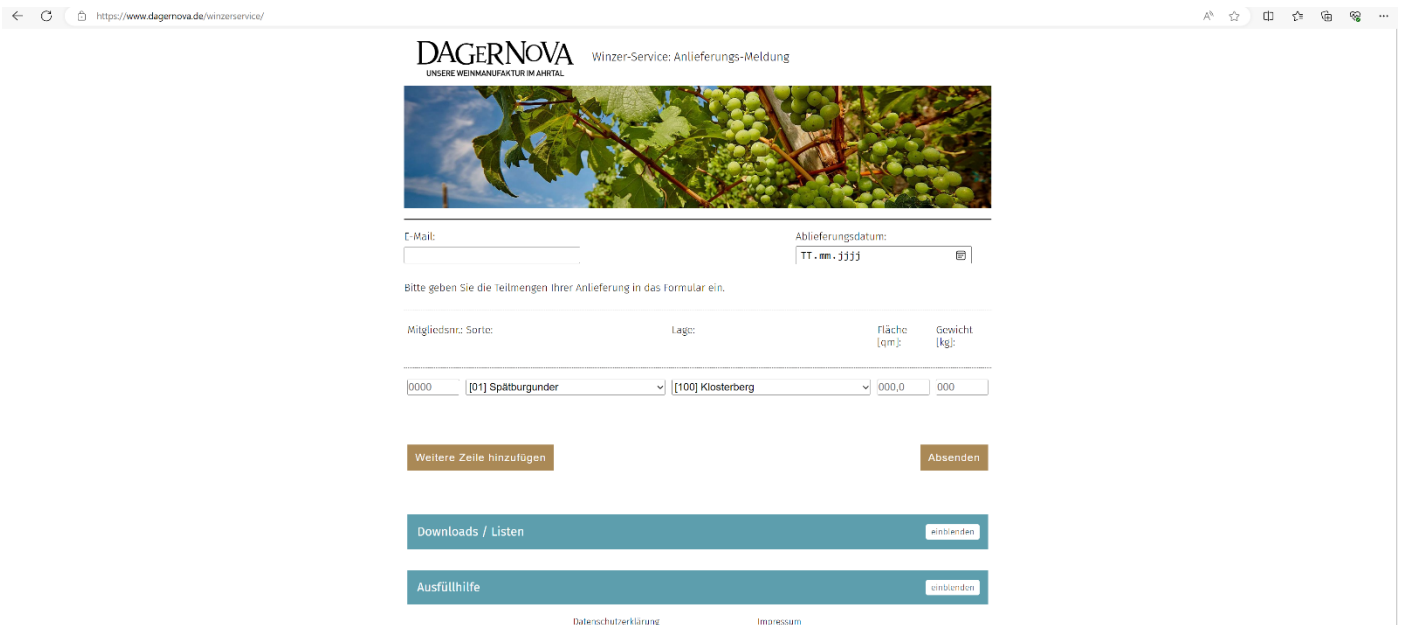 https://www.dagernova.de/winzerservice/
DAGERNOVA
UNSERE WEINMANUFAKTUR IM AHRTAL
Winzer-Service: Anlieferungs-Meldung
E-Mail: Ablieferungsdatum:
TT.mm.jjjj
Bitte geben Sie die Teilmengen Ihrer Anlieferung in das Formular ein.
Mitgliedsnr.: Sorte: Lage: Fläche Gewicht
[qm]: [kg]:
0000 [01] Spätburgunder [100] Klosterberg 000,0 000
Weitere Zeile hinzufügen Absenden
Downloads / Listen einblenden
Ausfüllhilfe einblenden
Datenschutzerklärung Impressum